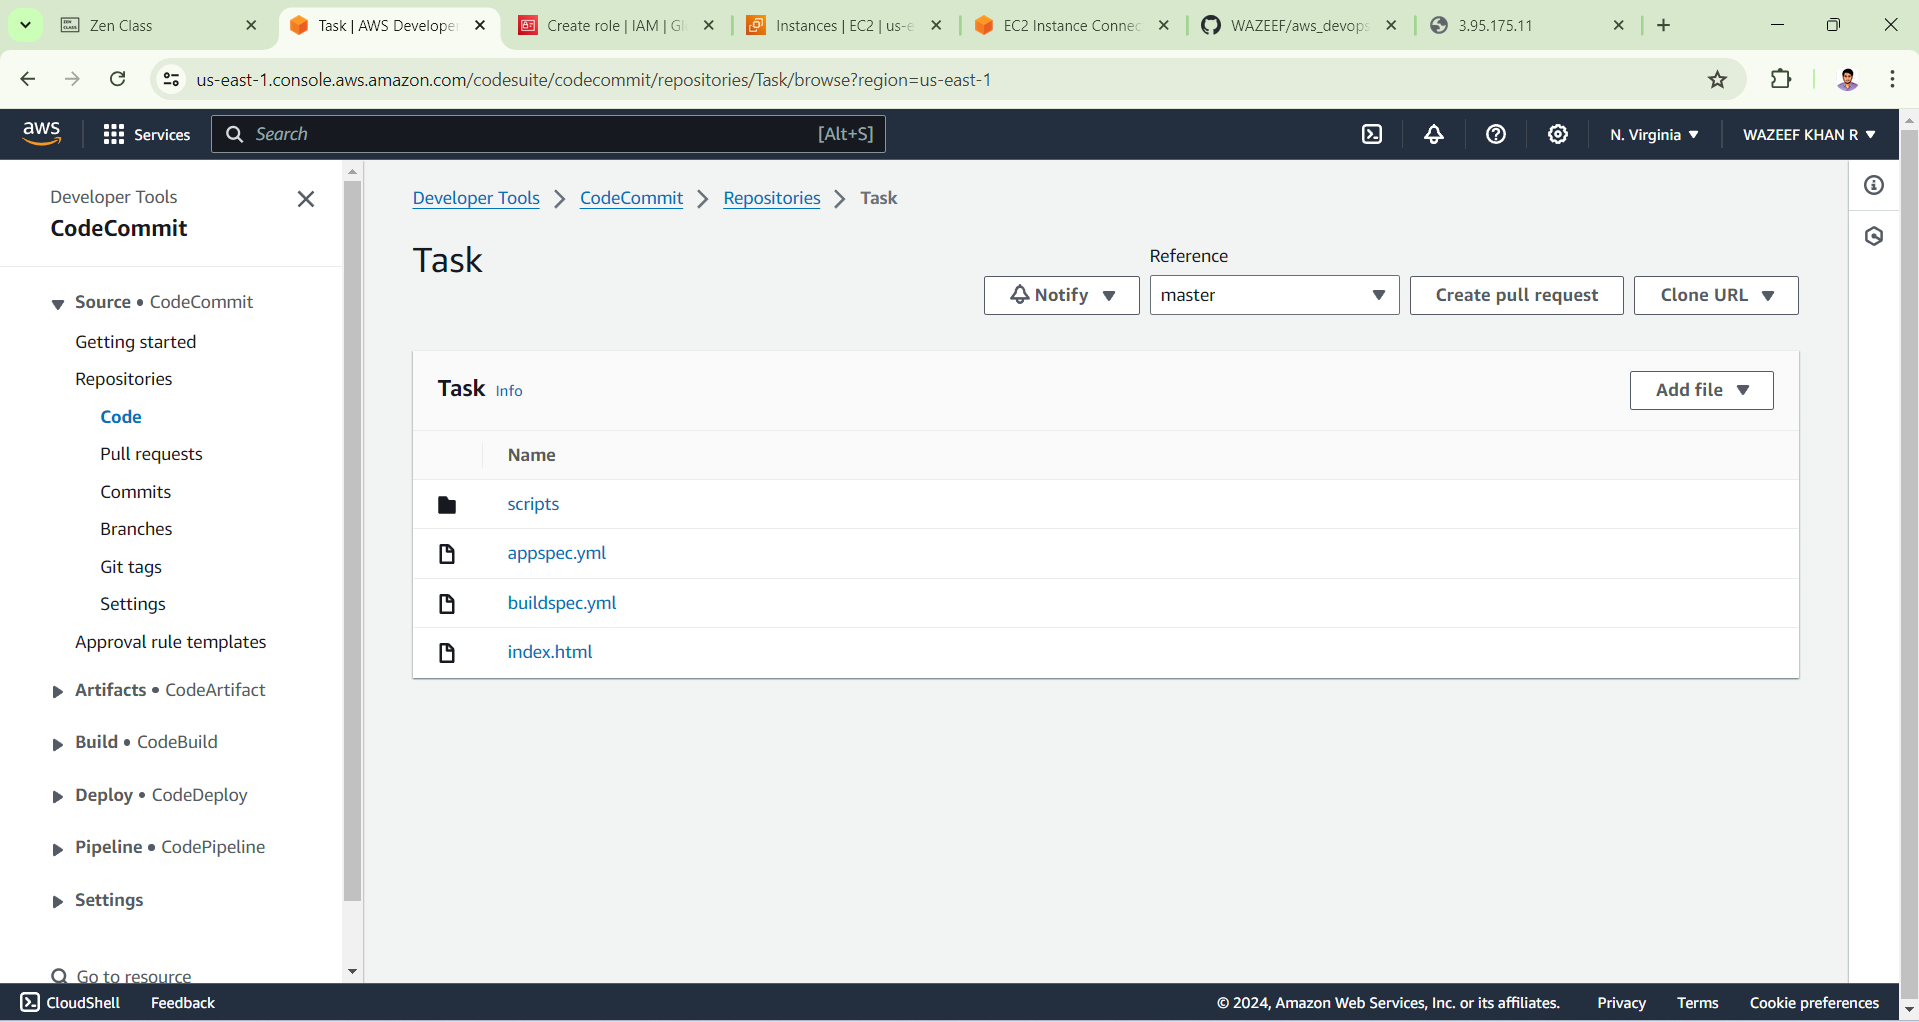 Zen Class
Task | AWS Developer
Create role | IAM | Gl
Instances | EC2 | us-e
EC2 Instance Connec
WAZEEF/aws_devops
3.95.175.11
us-east-1.console.aws.amazon.com/codesuite/codecommit/repositories/Task/browse?region=us-east-1
aws
Services
Search
[Alt+S]
N. Virginia
WAZEEF KHAN R
Developer Tools
CodeCommit
Source • CodeCommit
Getting started
Repositories
Code
Pull requests
Commits
Branches
Git tags
Settings
Approval rule templates
Artifacts • CodeArtifact
Build • CodeBuild
Deploy • CodeDeploy
Pipeline • CodePipeline
Settings
Go to resource
Developer Tools
CodeCommit
Repositories
Task
Task
Reference
Notify
master
Create pull request
Clone URL
Task Info
Add file
Name
scripts
appspec.yml
buildspec.yml
index.html
CloudShell
Feedback
© 2024, Amazon Web Services, Inc. or its affiliates.
Privacy
Terms
Cookie preferences